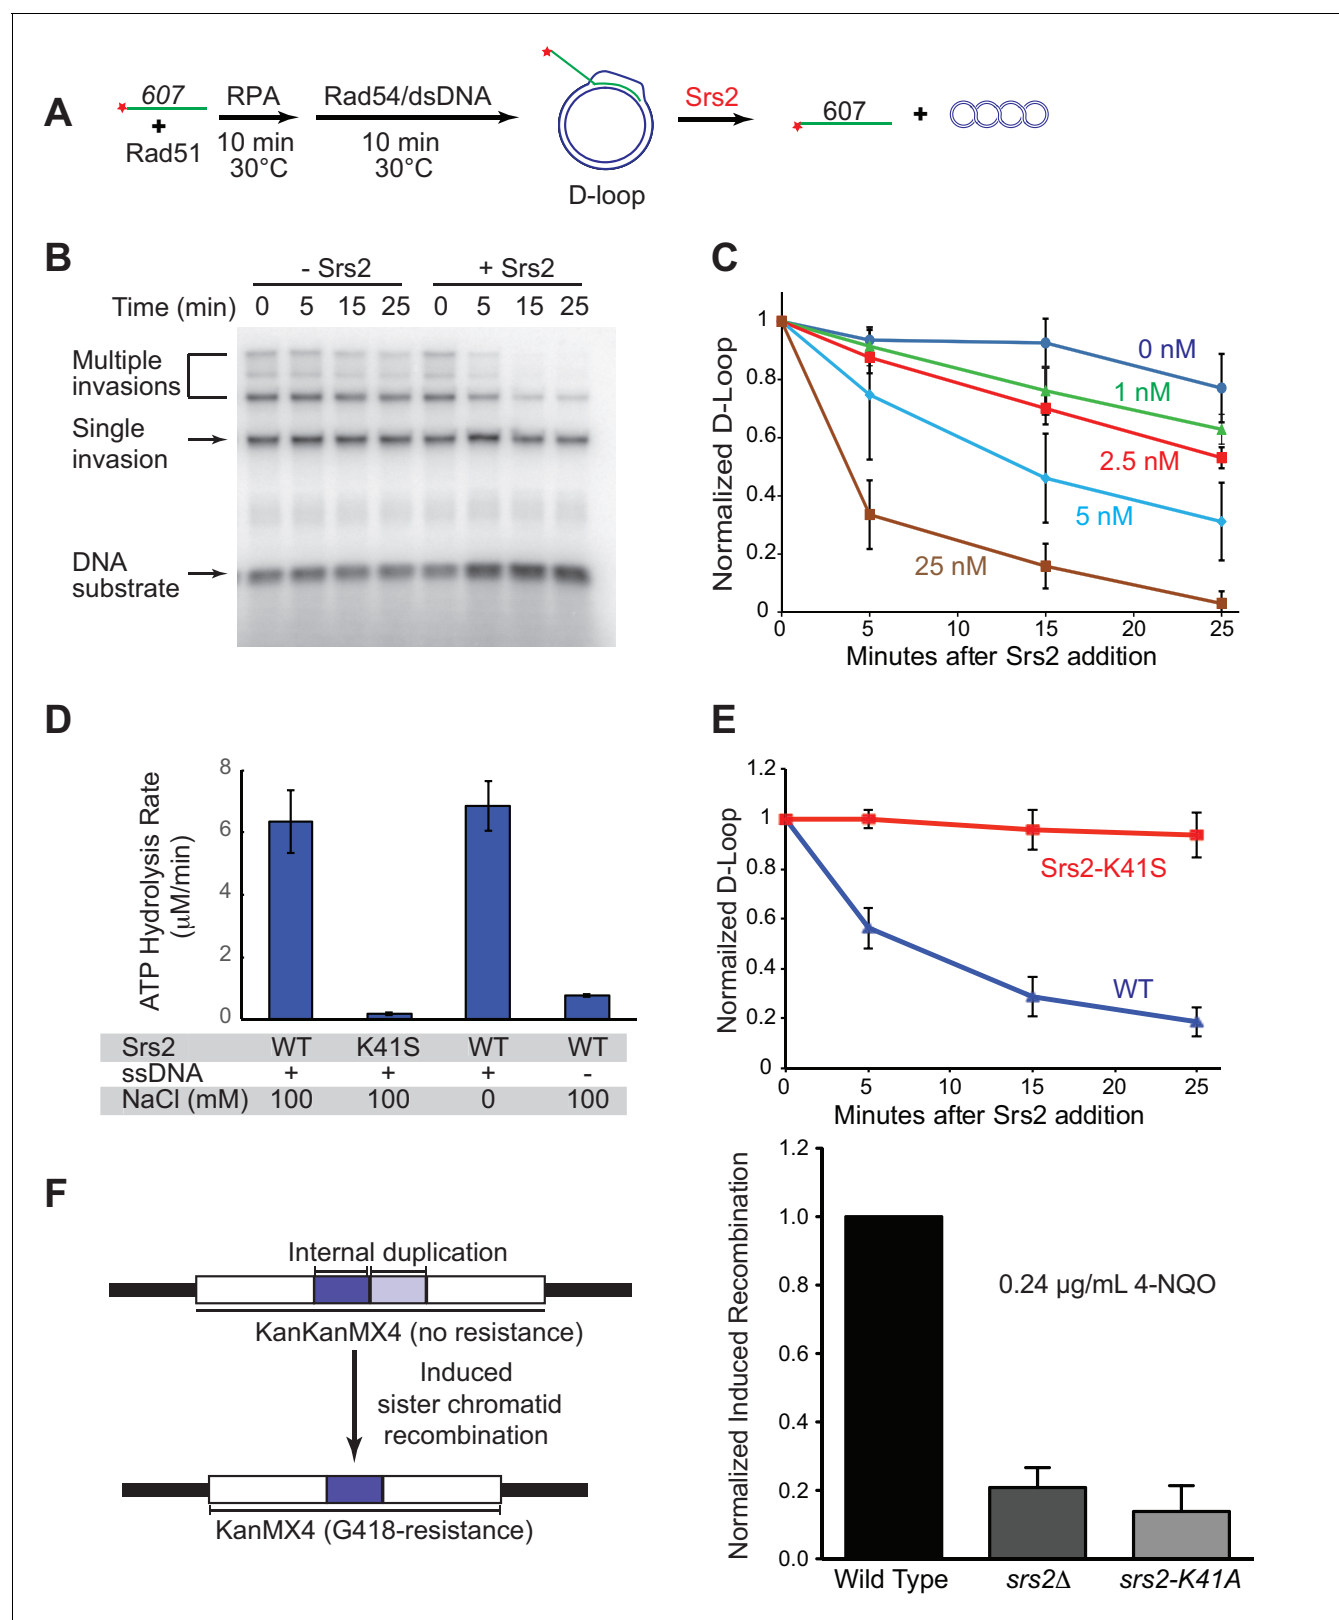 A
607
+
Rad51
RPA
10 min
30°C
Rad54/dsDNA
10 min
30°C
D-loop
Srs2
607
+
B
- Srs2
+ Srs2
Time (min) 0 5 15 25 0 5 15 25
Multiple
invasions
Single
invasion
DNA
substrate
C
Normalized D-Loop
1
0.8
0.6
0.4
0.2
0
0 nM
1 nM
2.5 nM
5 nM
25 nM
0 5 10 15 20 25
Minutes after Srs2 addition
D
ATP Hydrolysis Rate
(µM/min)
8
6
4
2
0
Srs2 WT K41S WT WT
ssDNA + + + -
NaCl (mM) 100 100 0 100
E
Normailzed D-Loop
1.2
1
0.8
0.6
0.4
0.2
0
Srs2-K41S
WT
0 5 10 15 20 25
Minutes after Srs2 addition
F
Internal duplication
KanKanMX4 (no resistance)
Induced
sister chromatid
recombination
KanMX4 (G418-resistance)
Normalized Induced Recombination
1.2
1.0
0.8
0.6
0.4
0.2
0.0
0.24 µg/mL 4-NQO
Wild Type srs2Δ srs2-K41A